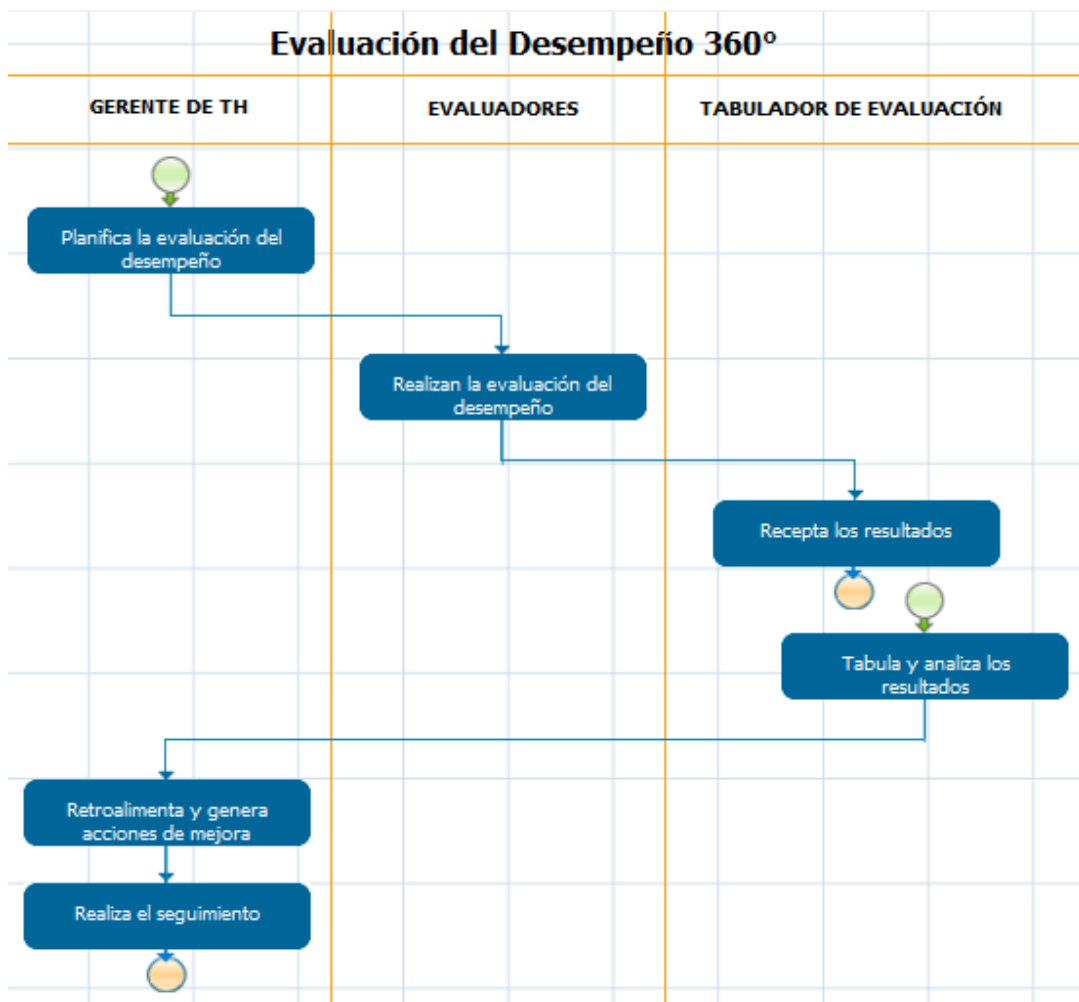 Evaluación del Desempeño 360º
GERENTE DE TH
EVALUADORES
TABULADOR DE EVALUACIÓN
Planifica la evaluación del
desempeño
Realizan la evaluación del
desempeño
Recepta los resultados
Tabula y analiza los
resultados
Retroalimenta y genera
acciones de mejora
Realiza el seguimiento